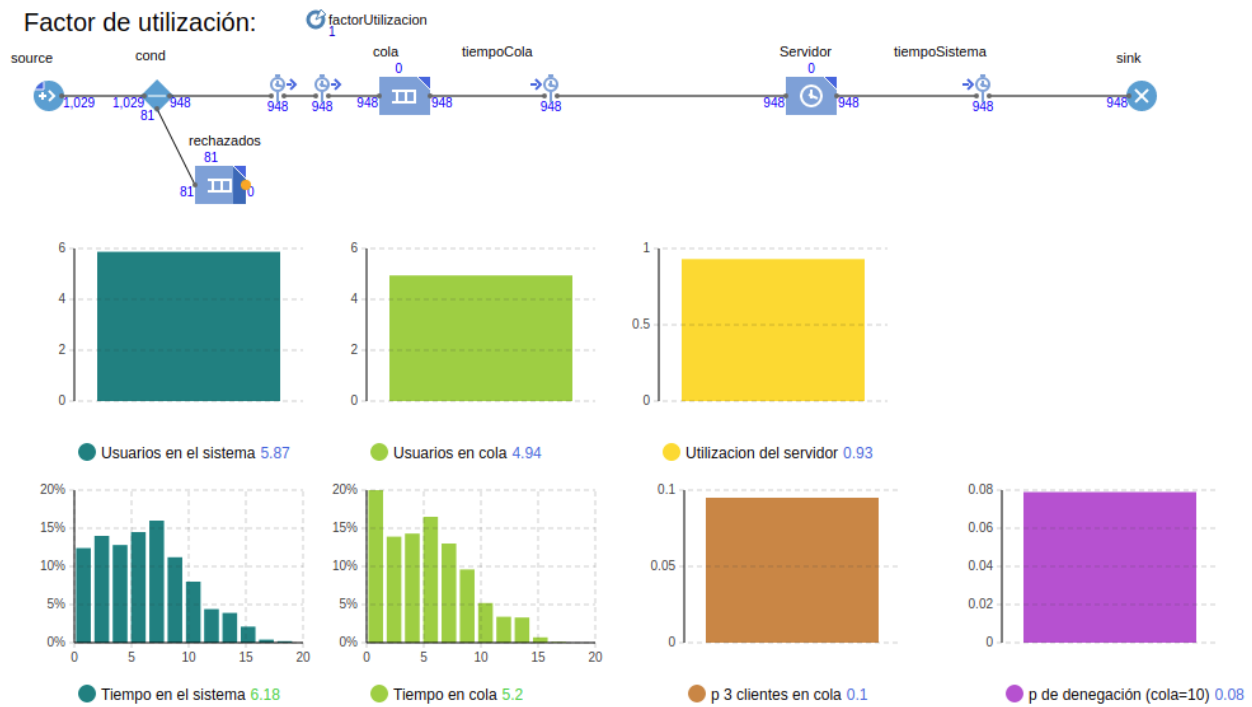 Factor de utilización:
factorUtilizacion
1
source
cond
cola
tiempoCola
Servidor
tiempoSistema
sink
0
0
1,029
1,029
948
948
948
948
948
948
948
948
948
948
81
rechazados
81
81
0
6
4
2
0
6
4
2
0
1
0.5
0
Usuarios en el sistema 5.87
Usuarios en cola 4.94
Utilizacion del servidor 0.93
20%
15%
10%
5%
0%
0 5 10 15 20
20%
15%
10%
5%
0%
0 5 10 15 20
0.1
0.05
0
0.08
0.06
0.04
0.02
0
Tiempo en el sistema 6.18
Tiempo en cola 5.2
p 3 clientes en cola 0.1
p de denegación (cola=10) 0.08